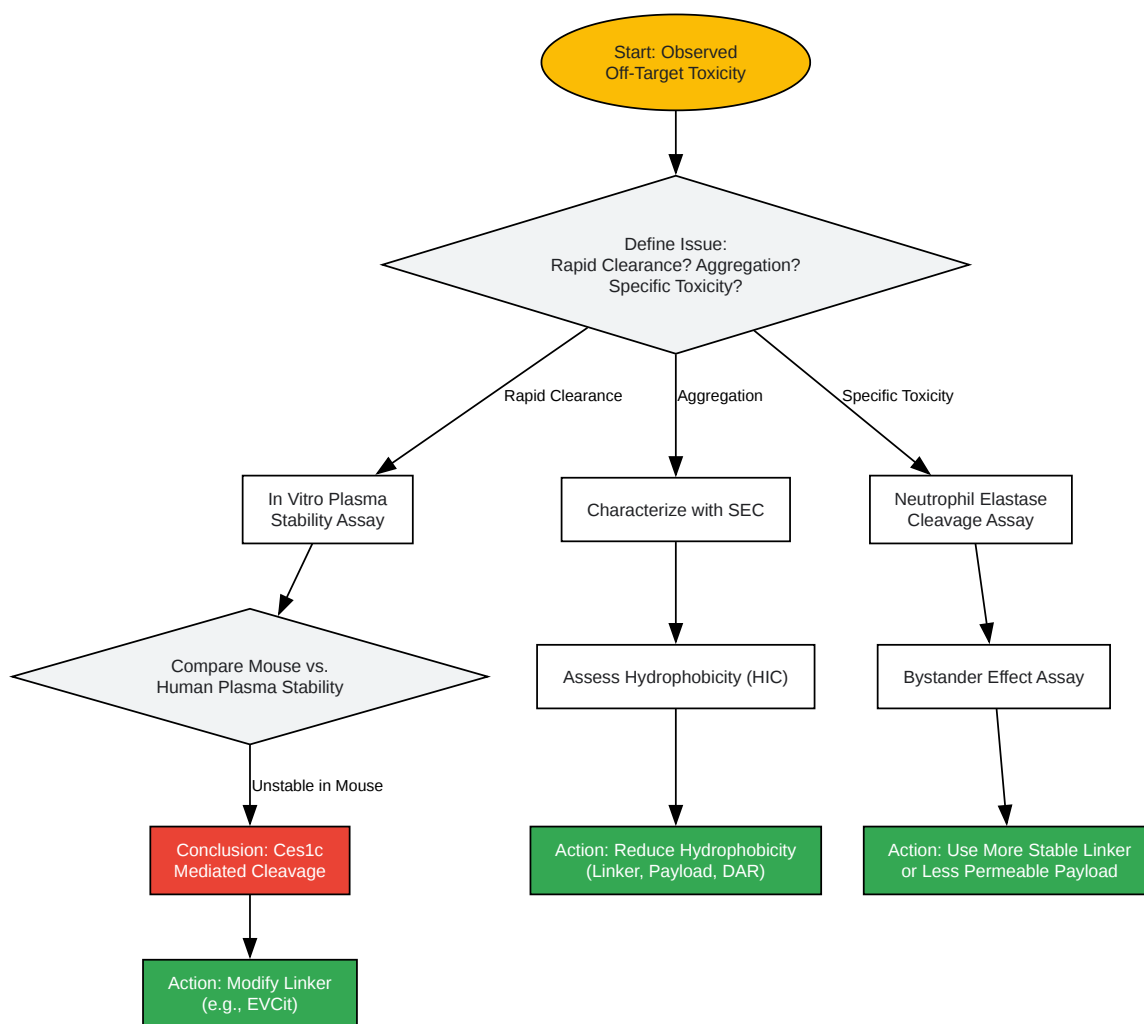 Start: Observed
Off-Target Toxicity
Define Issue:
Rapid Clearance? Aggregation?
Specific Toxicity?
Rapid Clearance
Aggregation
Specific Toxicity
In Vitro Plasma
Stability Assay
Characterize with SEC
Neutrophil Elastase
Cleavage Assay
Compare Mouse vs.
Human Plasma Stability
Assess Hydrophobicity (HIC)
Bystander Effect Assay
Unstable in Mouse
Conclusion: Ces1c
Mediated Cleavage
Action: Reduce Hydrophobicity
(Linker, Payload, DAR)
Action: Use More Stable Linker
or Less Permeable Payload
Action: Modify Linker
(e.g., EVCit)